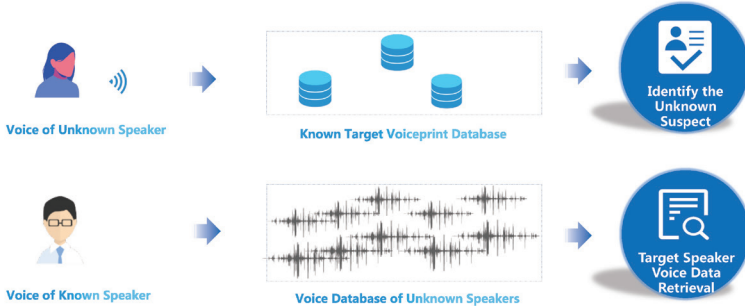 Voice of Unknown Speaker
Known Target Voiceprint Database
Identify the
Unknown
Suspect
Voice of Known Speaker
Voice Database of Unknown Speakers
Target Speaker
Voice Data
Retrieval